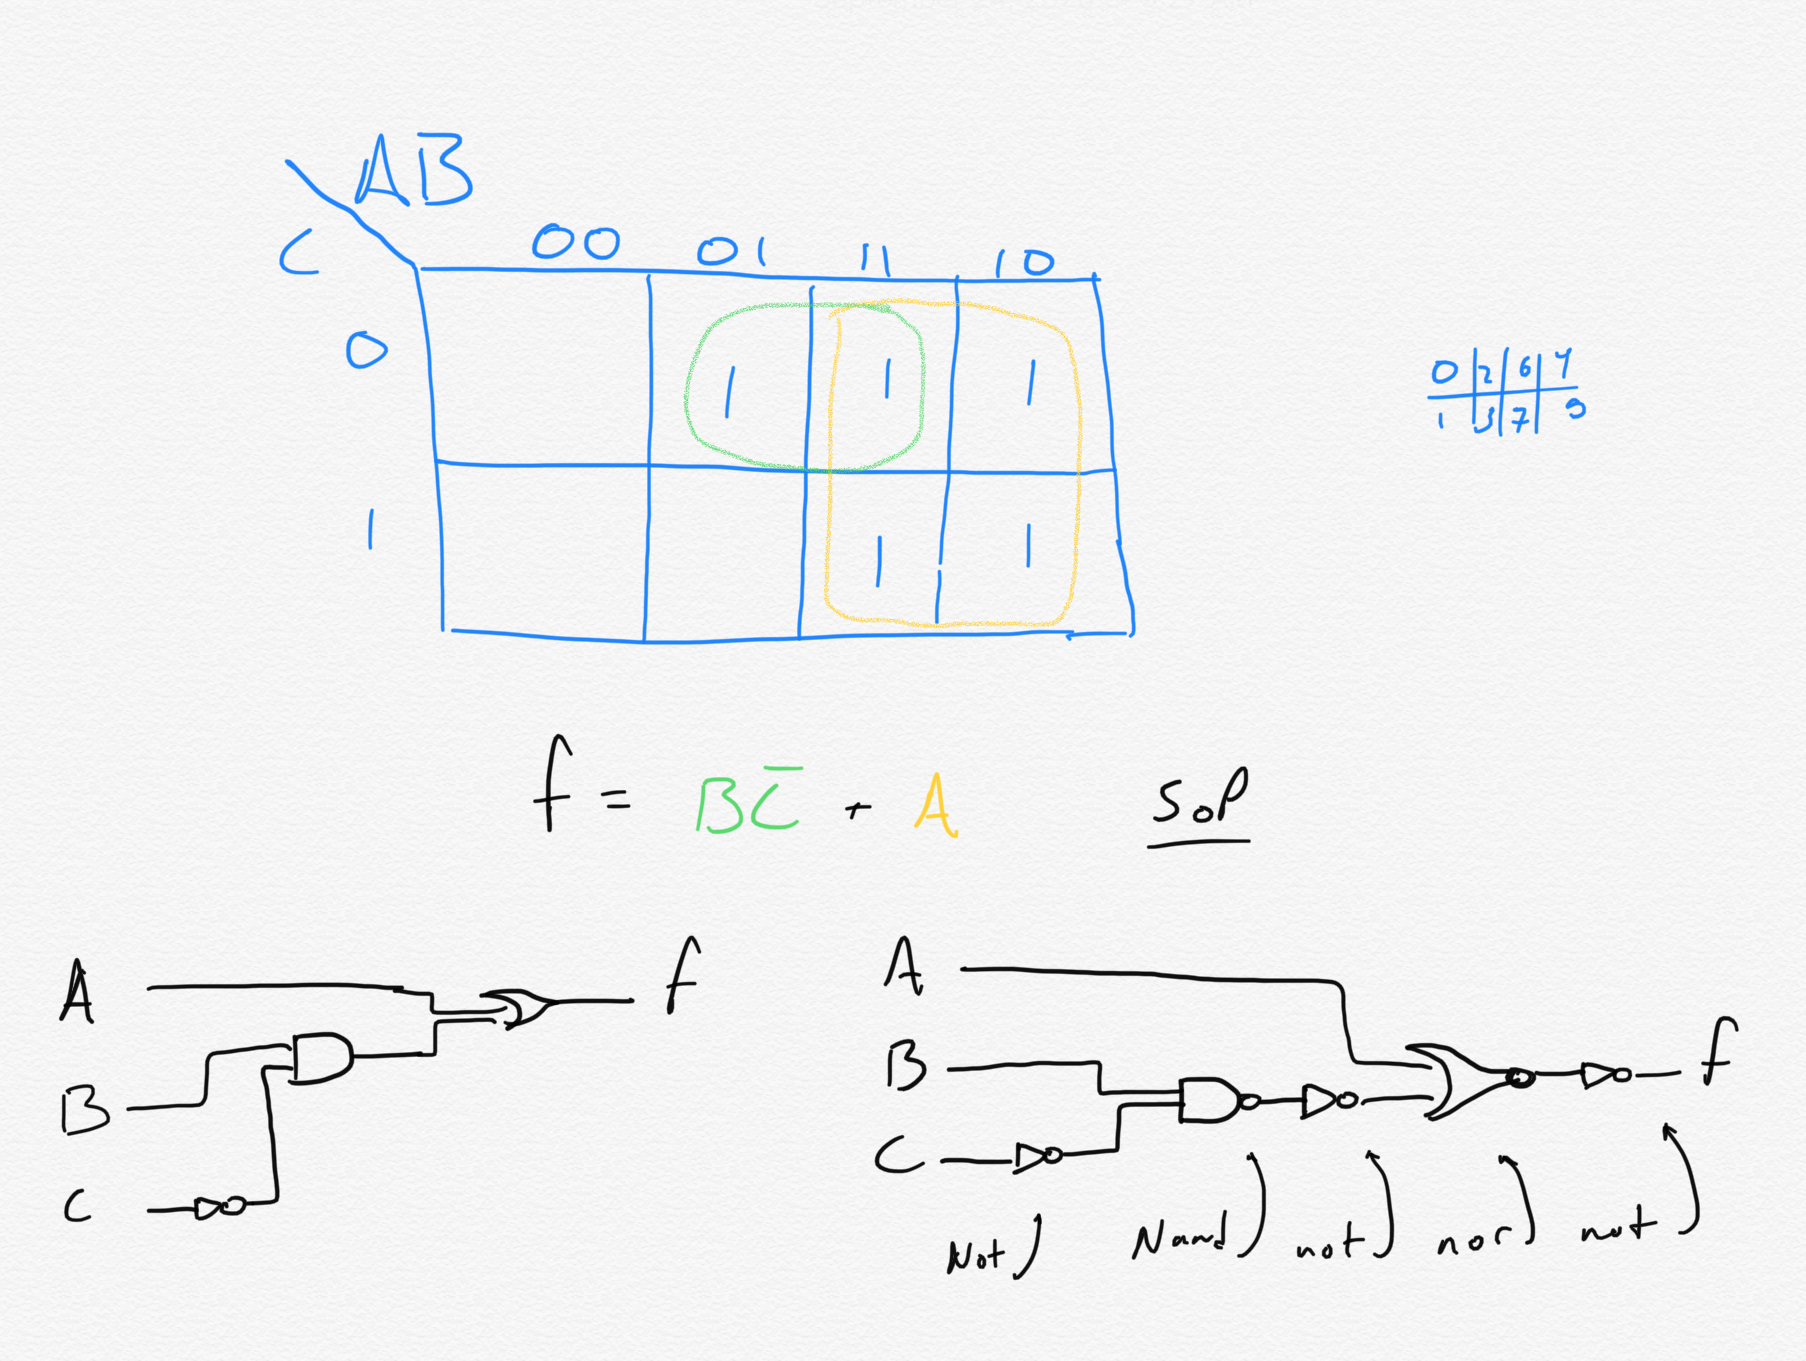 AB
C 00 01 11 10
0 1 1 1
1 1 1
0 2 6 4
1 3 7 5
f = BC̅ + A SOP
A f
B
C
A
B f
C
Not Nand not nor not